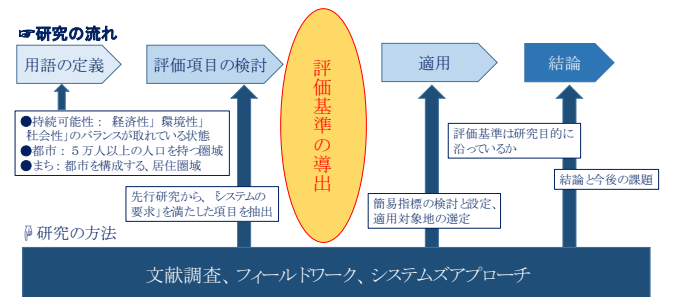 ☞研究の流れ
用語の定義
評価項目の検討
評価基準の導出
適用
結論
●持続可能性：「経済性」「環境性」
「社会性」のバランスが取れている状態
●都市：５万人以上の人口を持つ圏域
●まち：都市を構成する、居住圏域
先行研究から、「システムの
要求」を満たした項目を抽出
簡易指標の検討と設定、
適用対象地の選定
評価基準は研究目的に
沿っているか
結論と今後の課題
☟研究の方法
文献調査、フィールドワーク、システムズアプローチ